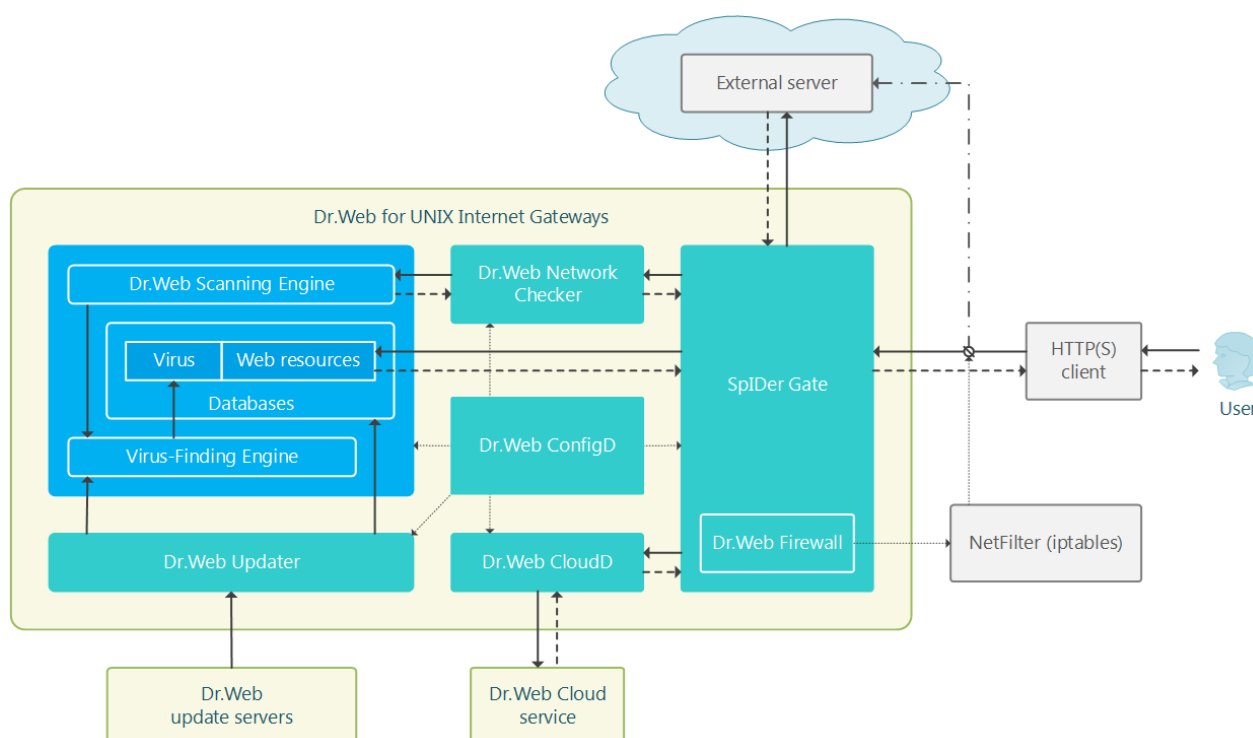 External server
Dr.Web for UNIX Internet Gateways
Dr.Web Scanning Engine
Dr.Web Network
Checker
Virus
Web resources
Databases
SpIDer Gate
HTTP(S)
client
User
Dr.Web ConfigD
Virus-Finding Engine
Dr.Web Updater
Dr.Web CloudD
Dr.Web Firewall
NetFilter (iptables)
Dr.Web
update servers
Dr.Web Cloud
service